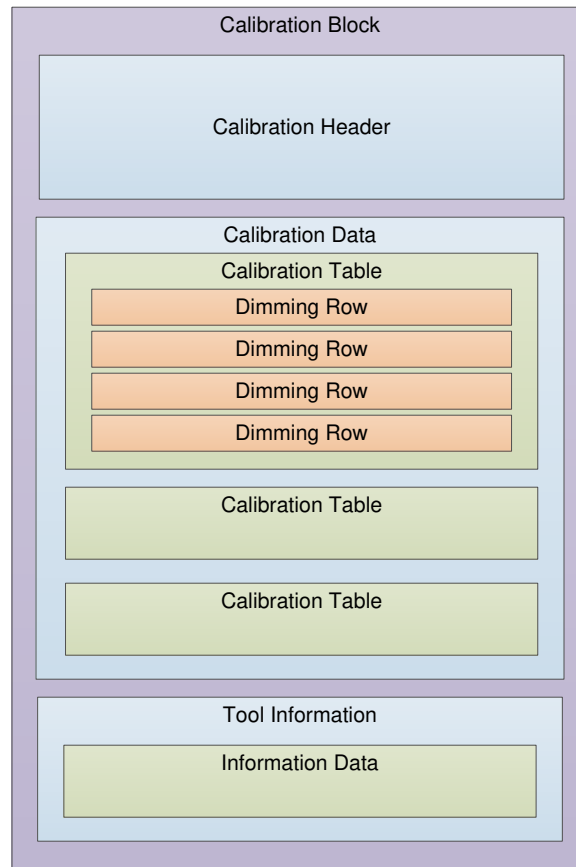 Calibration Block
Calibration Header
Calibration Data
Calibration Table
Dimming Row
Dimming Row
Dimming Row
Dimming Row
Calibration Table
Calibration Table
Tool Information
Information Data